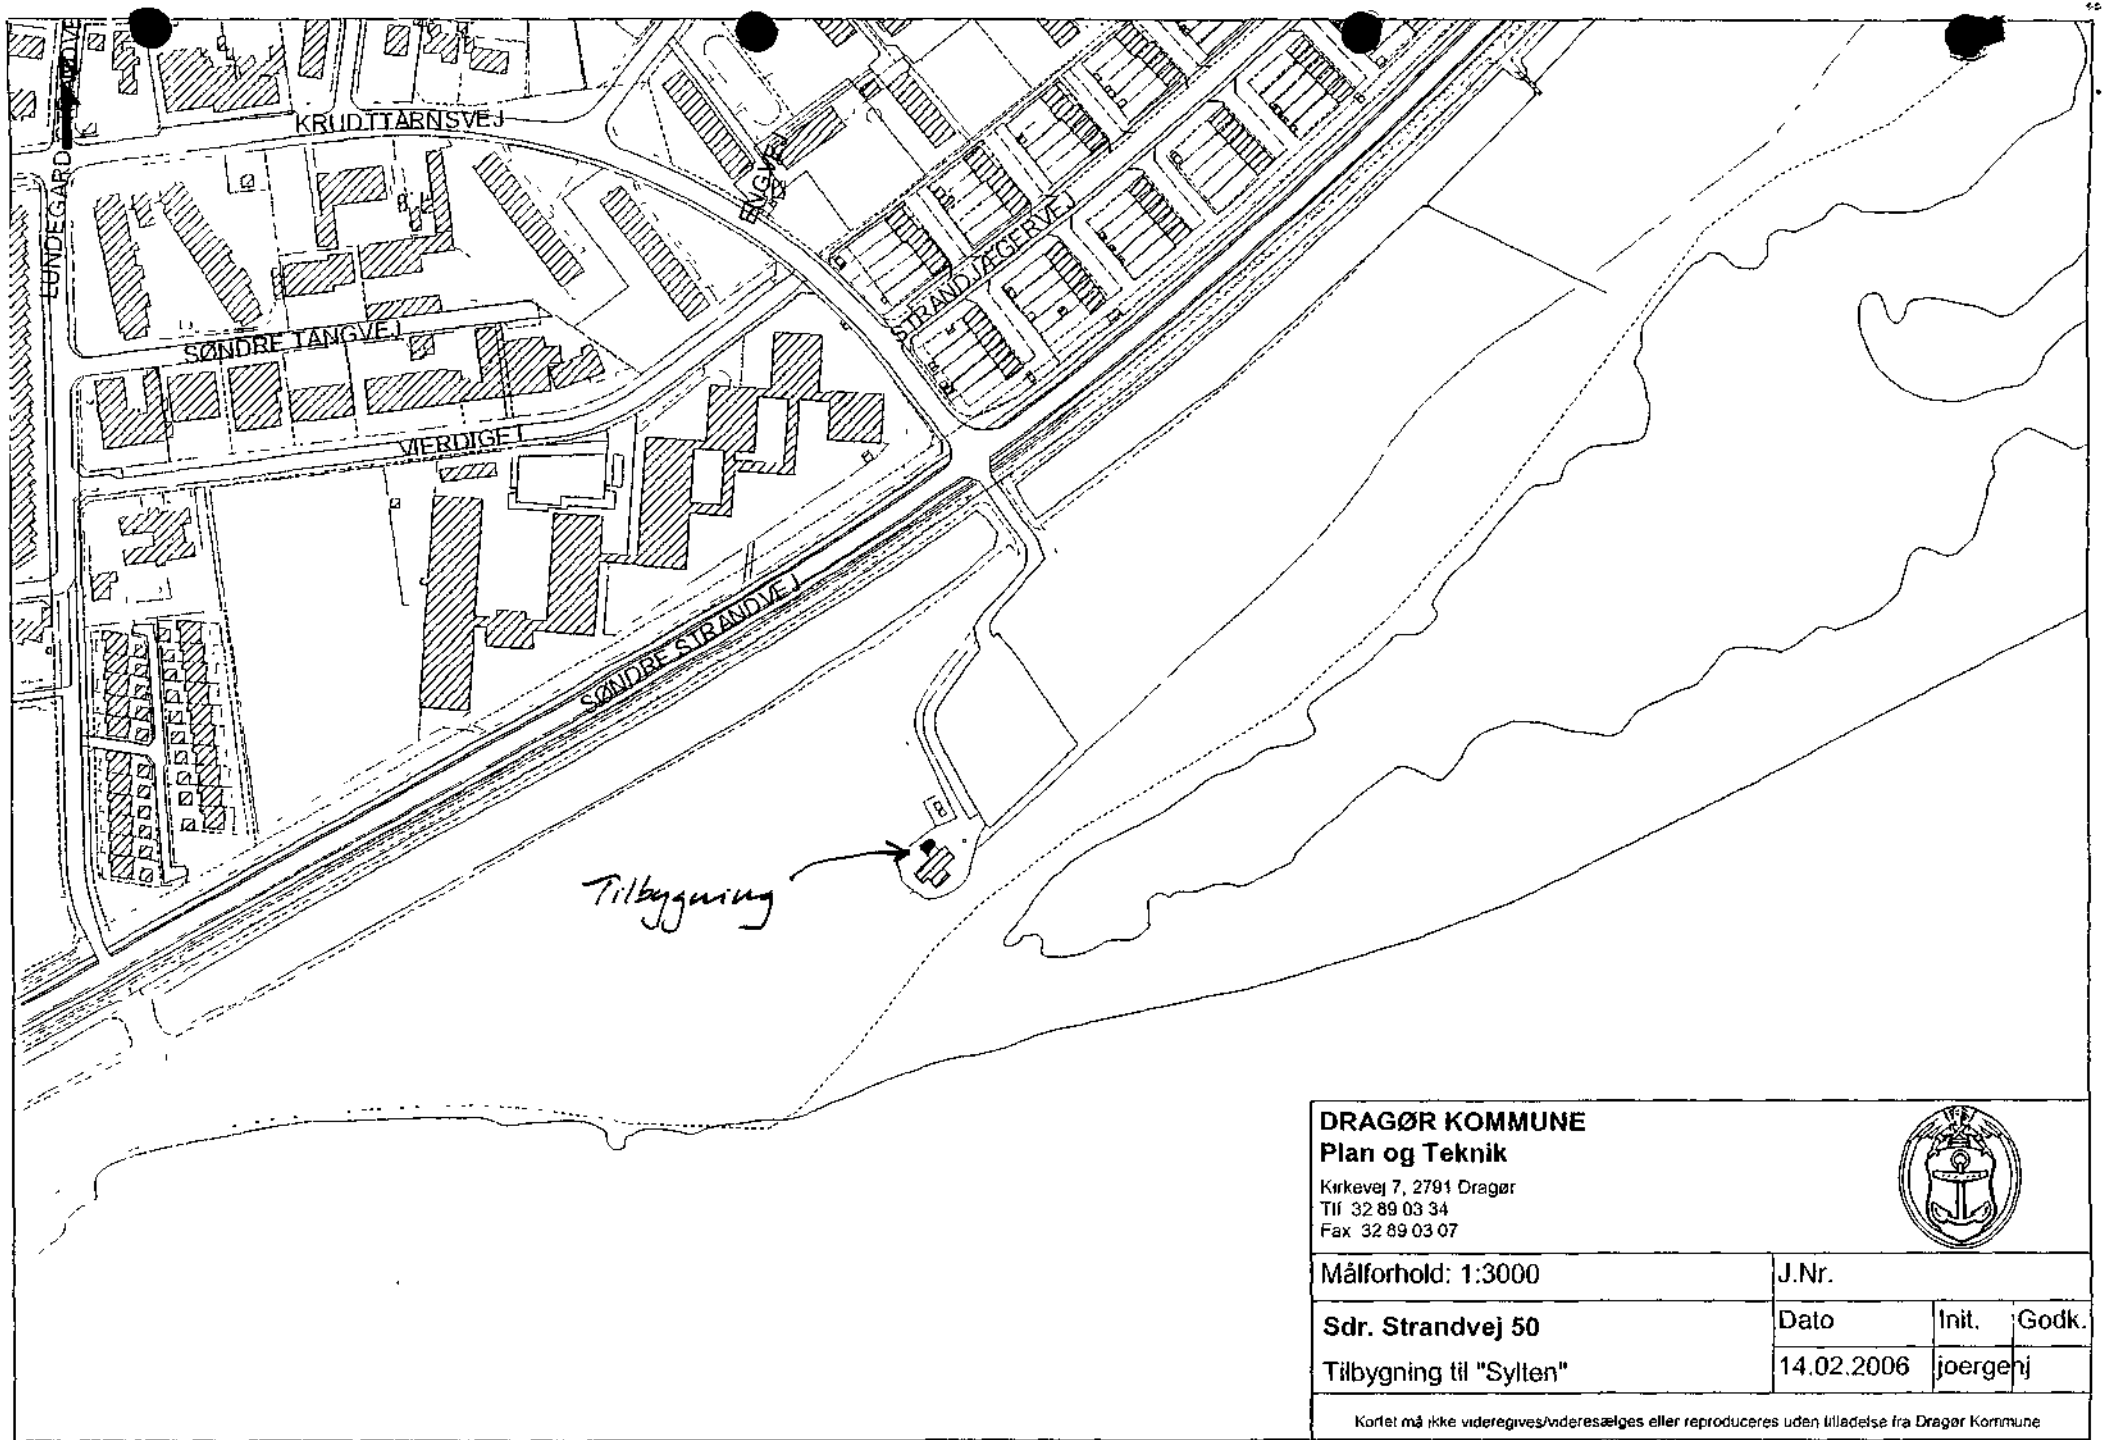 KRUDTTÅRNSVEJ
ENGVEJ
LUNDEGÅRD
STRANDJÆGERVEJ
SØNDRE TANGVEJ
VIERDIGET
SØNDRE STRANDVEJ
Tilbygning
DRAGØR KOMMUNE
Plan og Teknik
Kirkevej 7, 2791 Dragør
Tlf 32 89 03 34
Fax 32 89 03 07
Målforhold: 1:3000
J.Nr.
Sdr. Strandvej 50
Dato
Init.
Godk.
Tilbygning til "Sylten"
14.02.2006
joergenj
Kortet må ikke videregives/videresælges eller reproduceres uden tilladelse fra Dragør Kommune